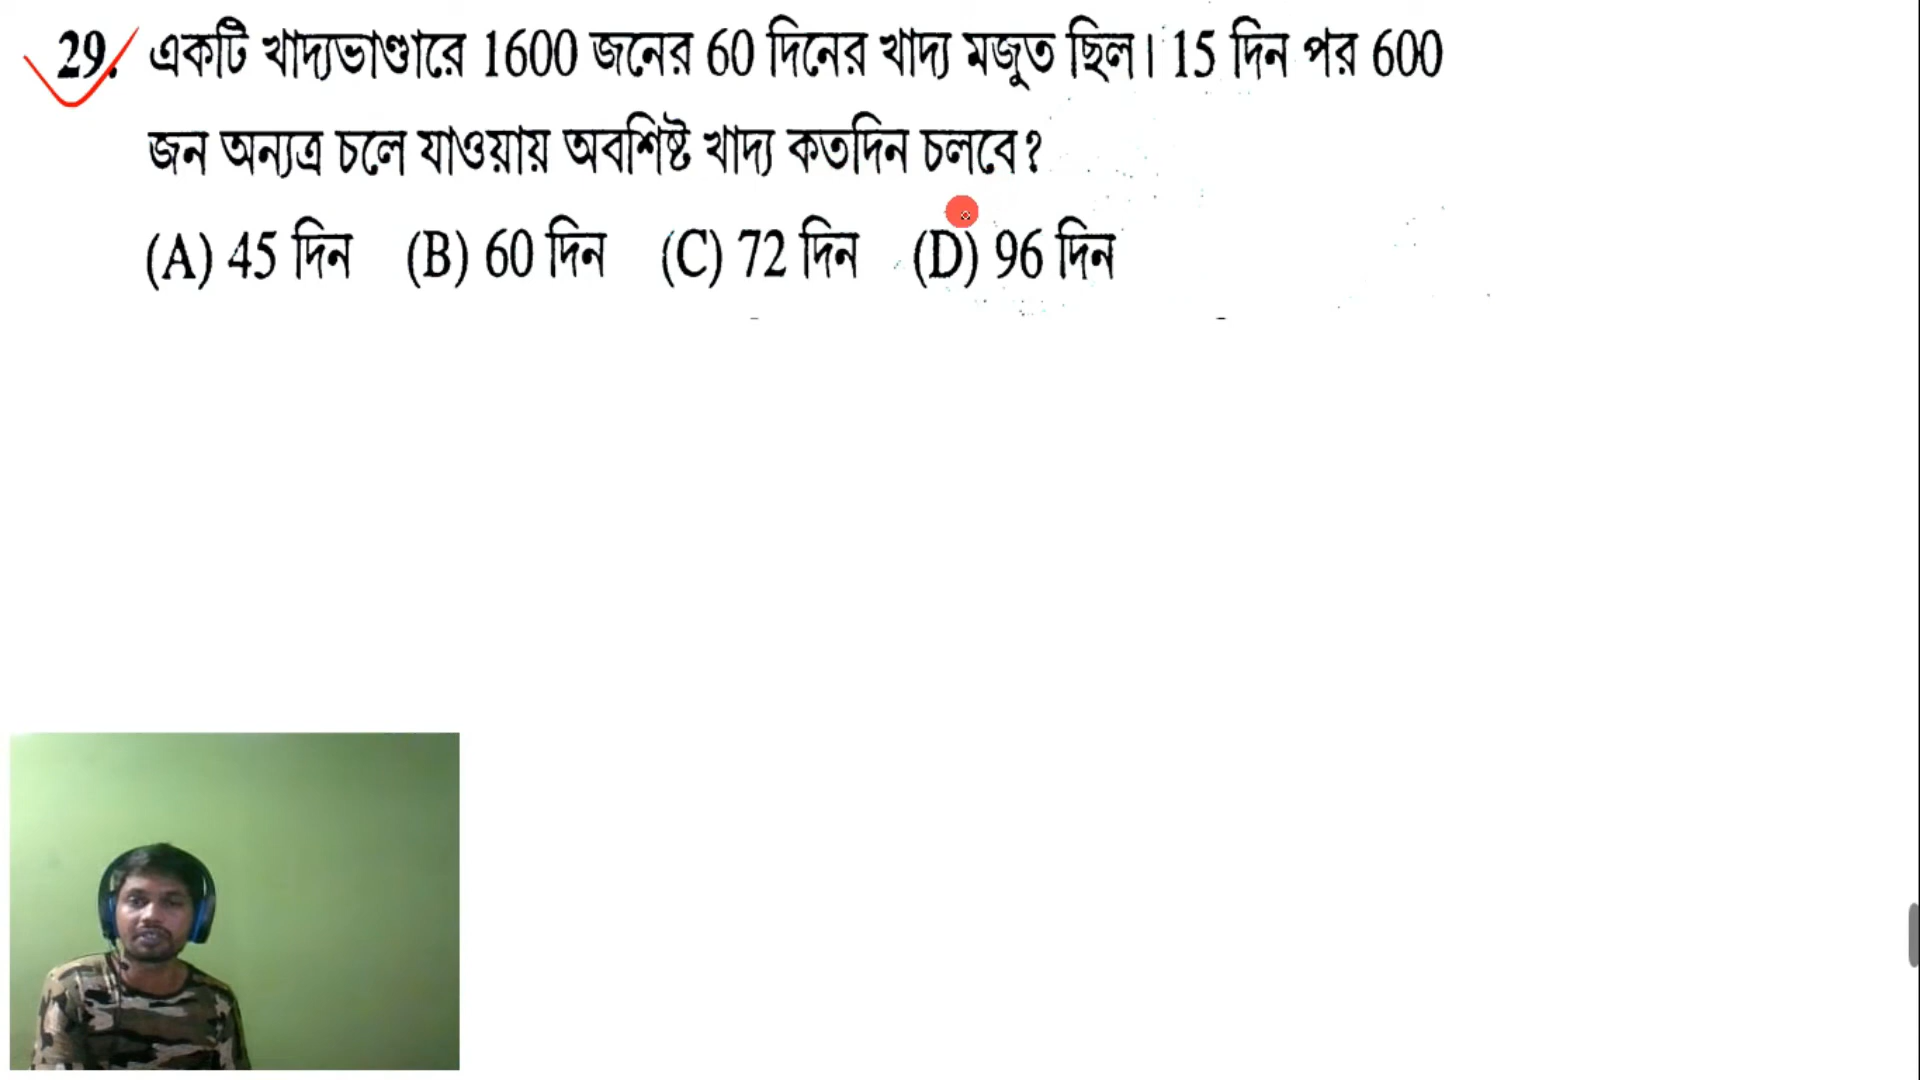 29. একটি খাদ্যভাণ্ডারে 1600 জনের 60 দিনের খাদ্য মজুত ছিল। 15 দিন পর 600
জন অন্যত্র চলে যাওয়ায় অবশিষ্ট খাদ্য কতদিন চলবে?
(A) 45 দিন (B) 60 দিন (C) 72 দিন (D) 96 দিন